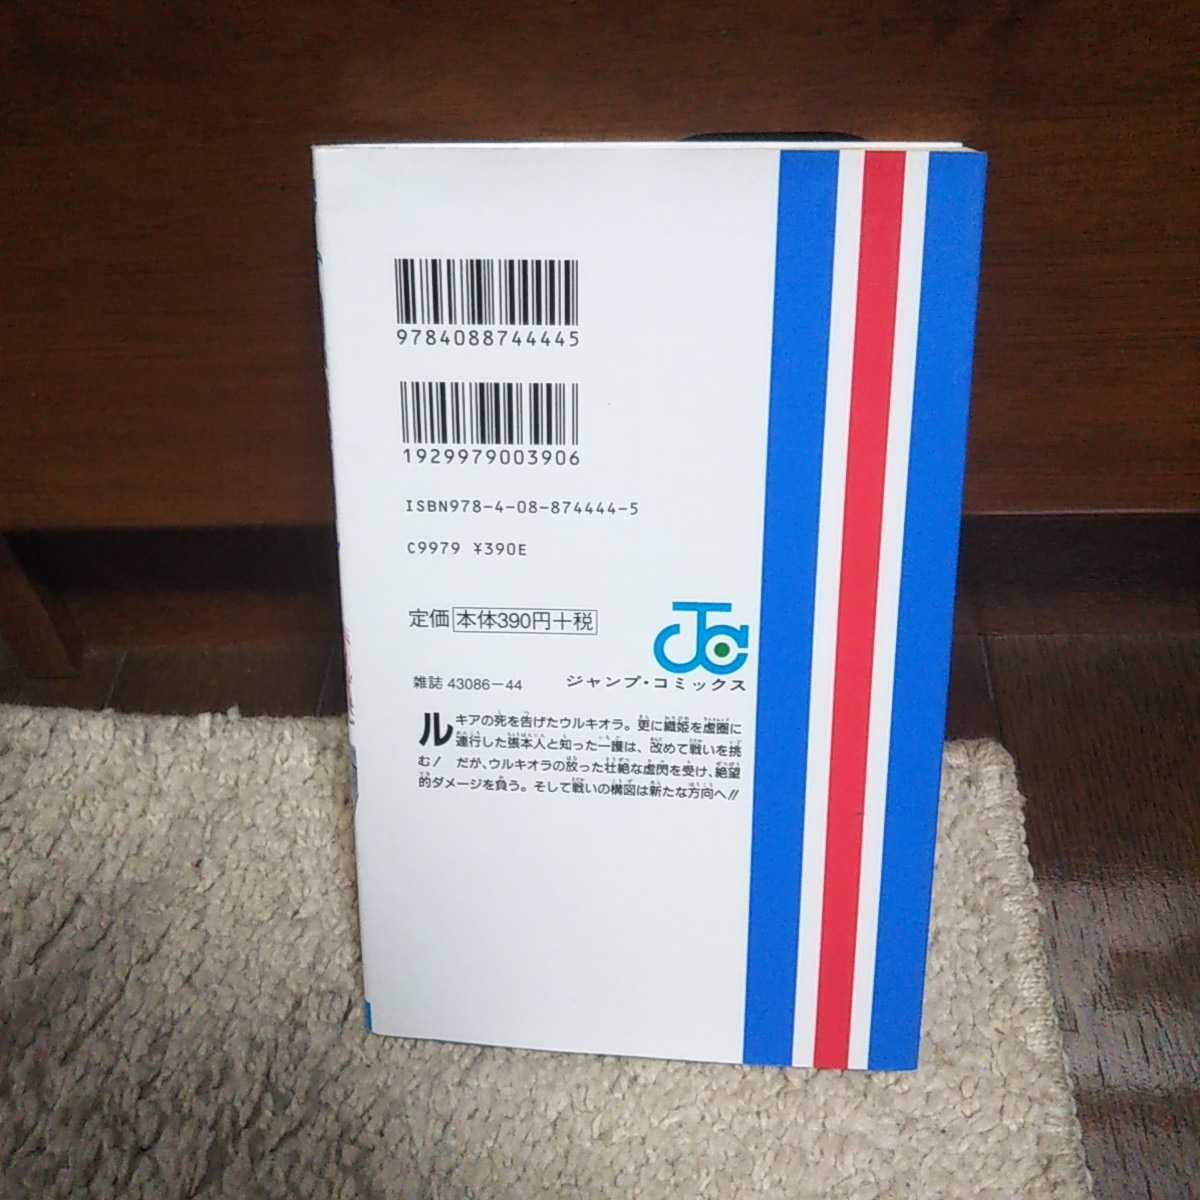 9784088744445
1929979003906
ISBN978-4-08-874444-5
C9979 ¥390E
定価 本体390円+税
JC
ジャンプ・コミックス
雑誌 43086-44
ルキアの死を告げたウルキオラ。更に織姫を虚圏に
連行した張本人と知った一護は、改めて戦いを挑
む! だが、ウルキオラの放った壮絶な虚閃を受け、絶望
的ダメージを負う。そして戦いの構図は新たな方向へ!!